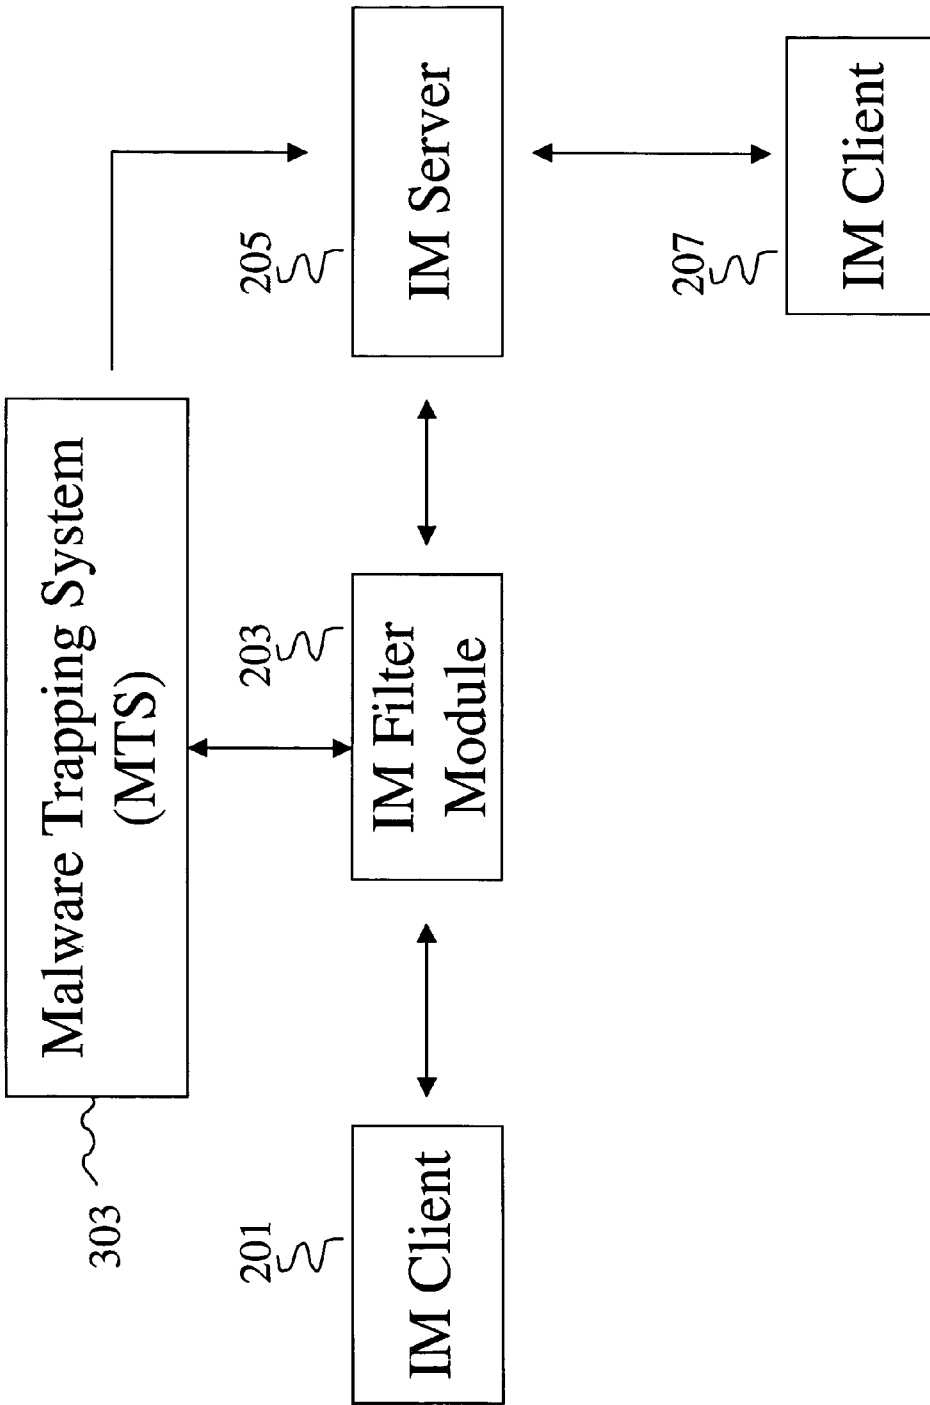 303
Malware Trapping System
(MTS)
201
IM Client
203
IM Filter
Module
205
IM Server
207
IM Client